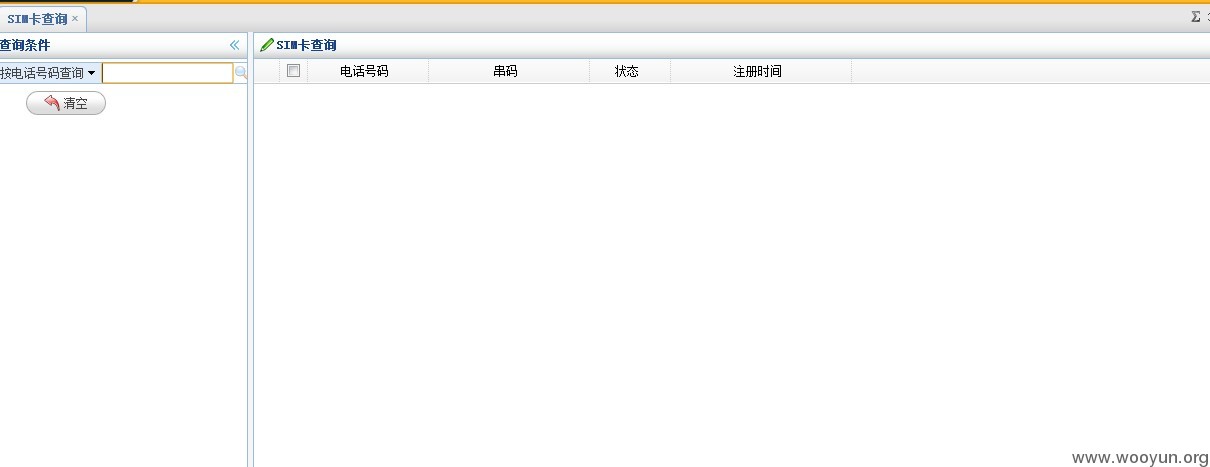 SIM卡查询 ×
Σ
查询条件 «
SIM卡查询
按电话号码查询
电话号码 串码 状态 注册时间
清空
www.wooyun.org